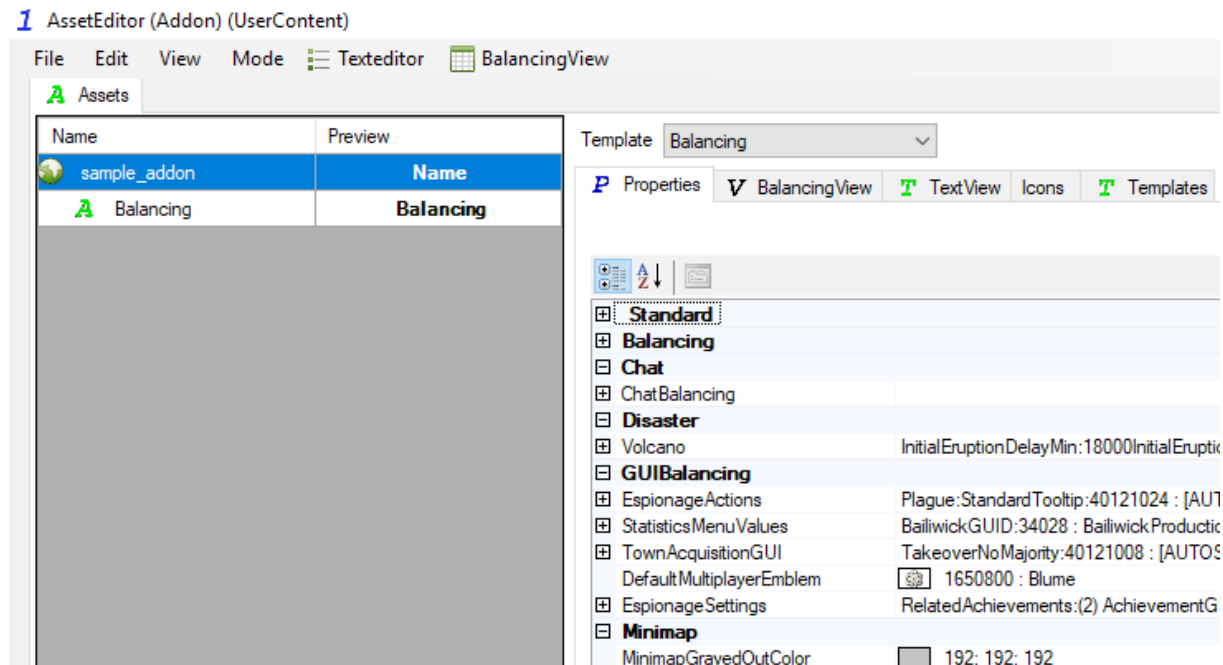 1 AssetEditor (Addon) (UserContent)
File Edit View Mode Texteditor BalancingView
A Assets
Name Preview
Template Balancing
sample_addon Name
P Properties V BalancingView T TextView Icons T Templates
A Balancing Balancing
A Z
Standard
Balancing
Chat
ChatBalancing
Disaster
Volcano InitialEruptionDelayMin:18000InitialErupti
GUIBalancing
EspionageActions Plague:StandardTooltip:40121024 : [AUT
StatisticsMenuValues BailiwickGUID:34028 : BailiwickProducti
TownAcquisitionGUI TakeoverNoMajority:40121008 : [AUTOS
DefaultMultiplayerEmblem 1650800 : Blume
EspionageSettings RelatedAchievements:(2) AchievementG
Minimap
MinimapGrayedOutColor 192; 192; 192